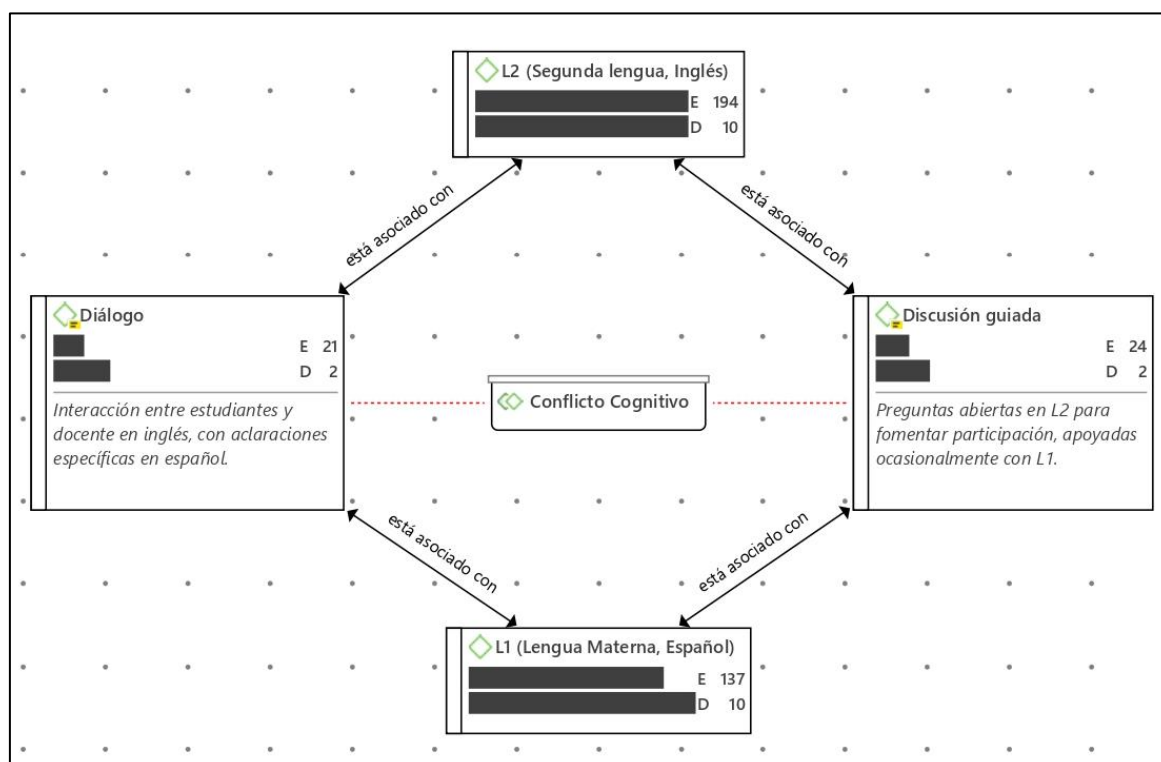 L2 (Segunda lengua, Inglés)
E 194
D 10
está asociado con
está asociado con
Diálogo
E 21
D 2
Interacción entre estudiantes y
docente en inglés, con aclaraciones
específicas en español.
Conflicto Cognitivo
Discusión guiada
E 24
D 2
Preguntas abiertas en L2 para
fomentar participación, apoyadas
ocasionalmente con L1.
está asociado con
está asociado con
L1 (Lengua Materna, Español)
E 137
D 10